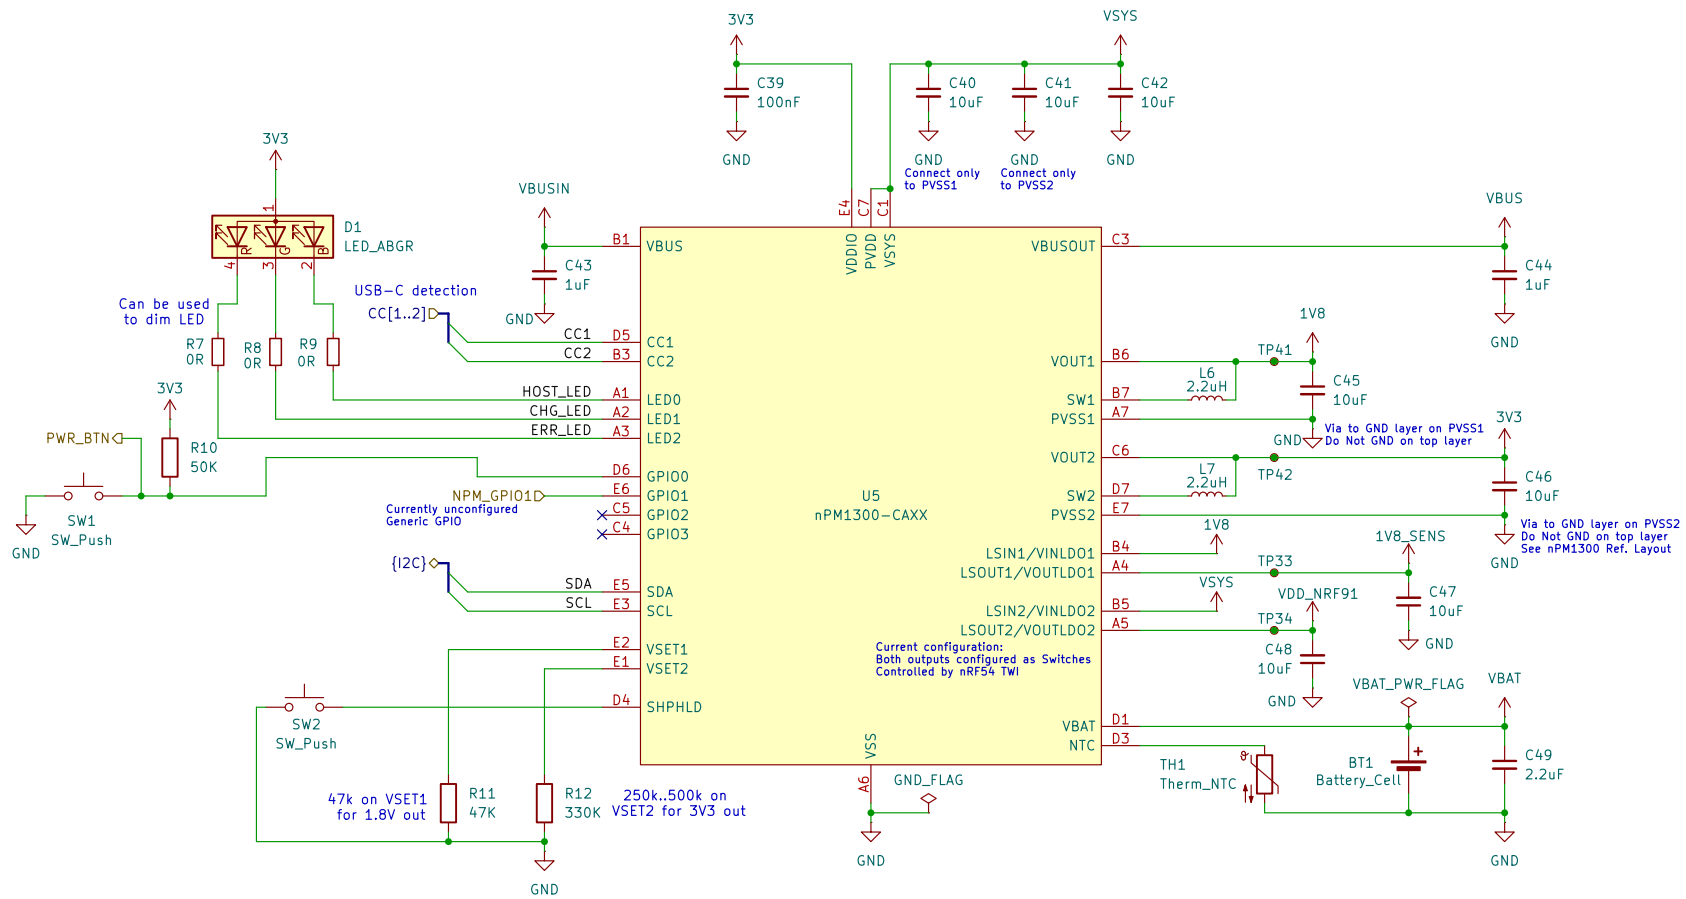 3V3
VSYS
C39
100nF
C40
10uF
C41
10uF
C42
10uF
GND
GND
GND
GND
Connect only
to PVSS1
Connect only
to PVSS2
3V3
1
D1
LED_ABGR
R
G
B
4
3
2
Can be used
to dim LED
R7
0R
R8
0R
R9
0R
VBUSIN
C43
1uF
GND
USB-C detection
CC[1..2]
CC1
CC2
HOST_LED
CHG_LED
ERR_LED
3V3
PWR_BTN
R10
50K
SW1
SW_Push
GND
NPM_GPIO1
Currently unconfigured
Generic GPIO
{I2C}
SDA
SCL
SW2
SW_Push
47k on VSET1
for 1.8V out
R11
47K
R12
330K
250k..500k on
VSET2 for 3V3 out
GND
E4
C7
C1
VDDIO
PVDD
VSYS
B1 VBUS
D5 CC1
B3 CC2
A1 LED0
A2 LED1
A3 LED2
D6 GPIO0
E6 GPIO1
C5 GPIO2
C4 GPIO3
E5 SDA
E3 SCL
E2 VSET1
E1 VSET2
D4 SHPHLD
U5
nPM1300-CAXX
VBUSOUT C3
VOUT1 B6
SW1 B7
PVSS1 A7
VOUT2 C6
SW2 D7
PVSS2 E7
LSIN1/VINLDO1 B4
LSOUT1/VOUTLDO1 A4
LSIN2/VINLDO2 B5
LSOUT2/VOUTLDO2 A5
Current configuration:
Both outputs configured as Switches
Controlled by nRF54 TWI
VBAT D1
NTC D3
VSS
A6
GND_FLAG
GND
VBUS
C44
1uF
GND
1V8
TP41
L6
2.2uH
C45
10uF
GND
Via to GND layer on PVSS1
Do Not GND on top layer
3V3
TP42
L7
2.2uH
C46
10uF
Via to GND layer on PVSS2
Do Not GND on top layer
See nPM1300 Ref. Layout
GND
1V8
1V8_SENS
TP33
C47
10uF
GND
VSYS
VDD_NRF91
TP34
C48
10uF
GND
VBAT_PWR_FLAG
VBAT
TH1
Therm_NTC
BT1
Battery_Cell
C49
2.2uF
GND